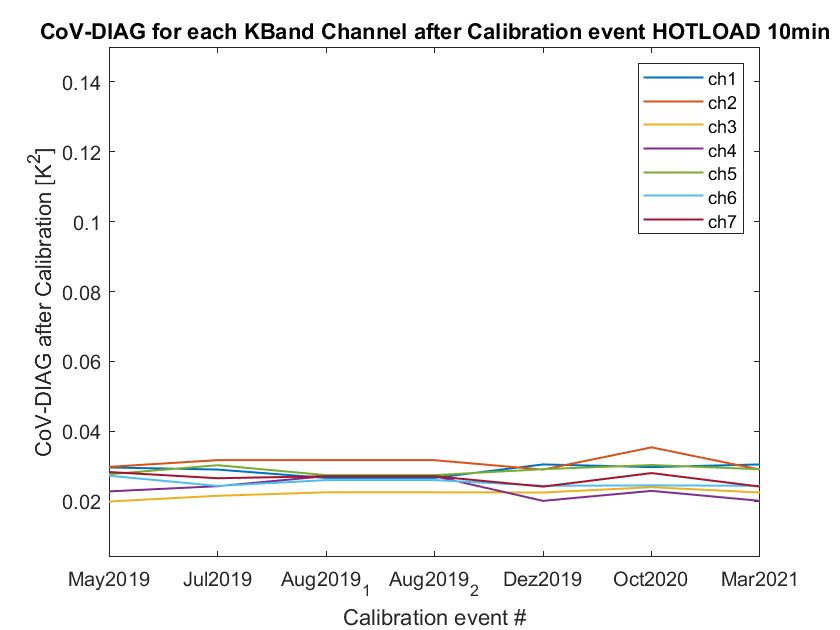 CoV-DIAG for each KBand Channel after Calibration event HOTLOAD 10min
CoV-DIAG after Calibration [K²]
0.14
0.12
0.1
0.08
0.06
0.04
0.02
ch1
ch2
ch3
ch4
ch5
ch6
ch7
May2019 Jul2019 Aug2019₁ Aug2019₂ Dez2019 Oct2020 Mar2021
Calibration event #